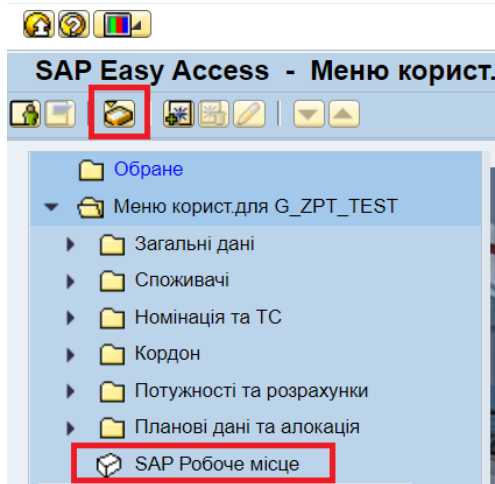 SAP Easy Access - Меню корист.
Обране
Меню корист.для G_ZPT_TEST
Загальні дані
Споживачі
Номінація та ТС
Кордон
Потужності та розрахунки
Планові дані та алокація
SAP Робоче місце